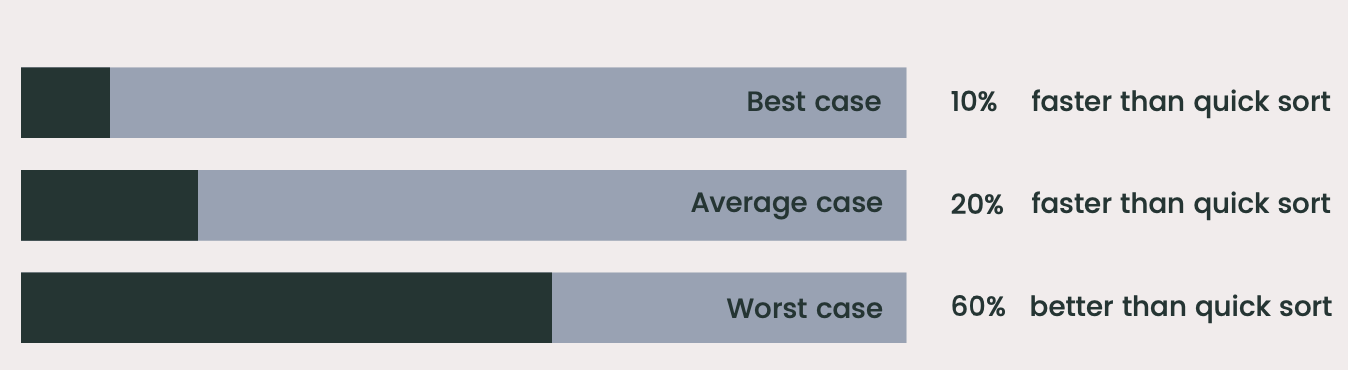 Best case 10% faster than quick sort
Average case 20% faster than quick sort
Worst case 60% better than quick sort